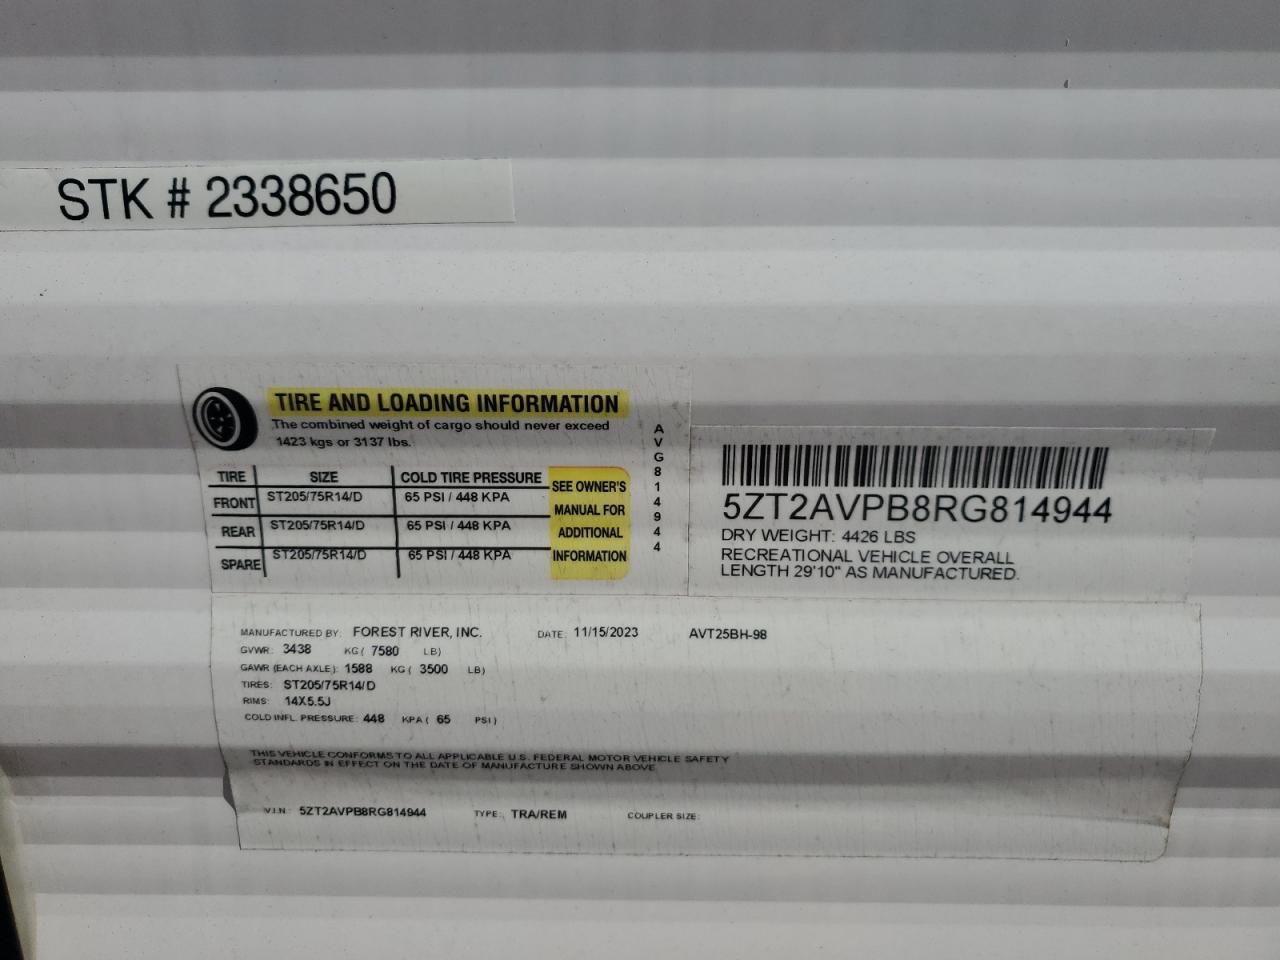 STK # 2338650
TIRE AND LOADING INFORMATION
The combined weight of cargo should never exceed
1423 kgs or 3137 lbs.
TIRE SIZE COLD TIRE PRESSURE
FRONT ST205/75R14/D 65 PSI / 448 KPA
REAR ST205/75R14/D 65 PSI / 448 KPA
SPARE ST205/75R14/D 65 PSI / 448 KPA
SEE OWNER'S
MANUAL FOR
ADDITIONAL
INFORMATION
AVG814944
5ZT2AVPB8RG814944
DRY WEIGHT: 4426 LBS
RECREATIONAL VEHICLE OVERALL
LENGTH 29'10" AS MANUFACTURED.
MANUFACTURED BY: FOREST RIVER, INC. DATE: 11/15/2023 AVT25BH-98
GVWR: 3438 KG ( 7580 LB)
GAWR (EACH AXLE): 1588 KG ( 3500 LB)
TIRES: ST205/75R14/D
RIMS: 14X5.5J
COLD INFL. PRESSURE: 448 KPA ( 65 PSI )
THIS VEHICLE CONFORMS TO ALL APPLICABLE U.S. FEDERAL MOTOR VEHICLE SAFETY
STANDARDS IN EFFECT ON THE DATE OF MANUFACTURE SHOWN ABOVE.
V.I.N.: 5ZT2AVPB8RG814944 TYPE: TRA/REM COUPLER SIZE: